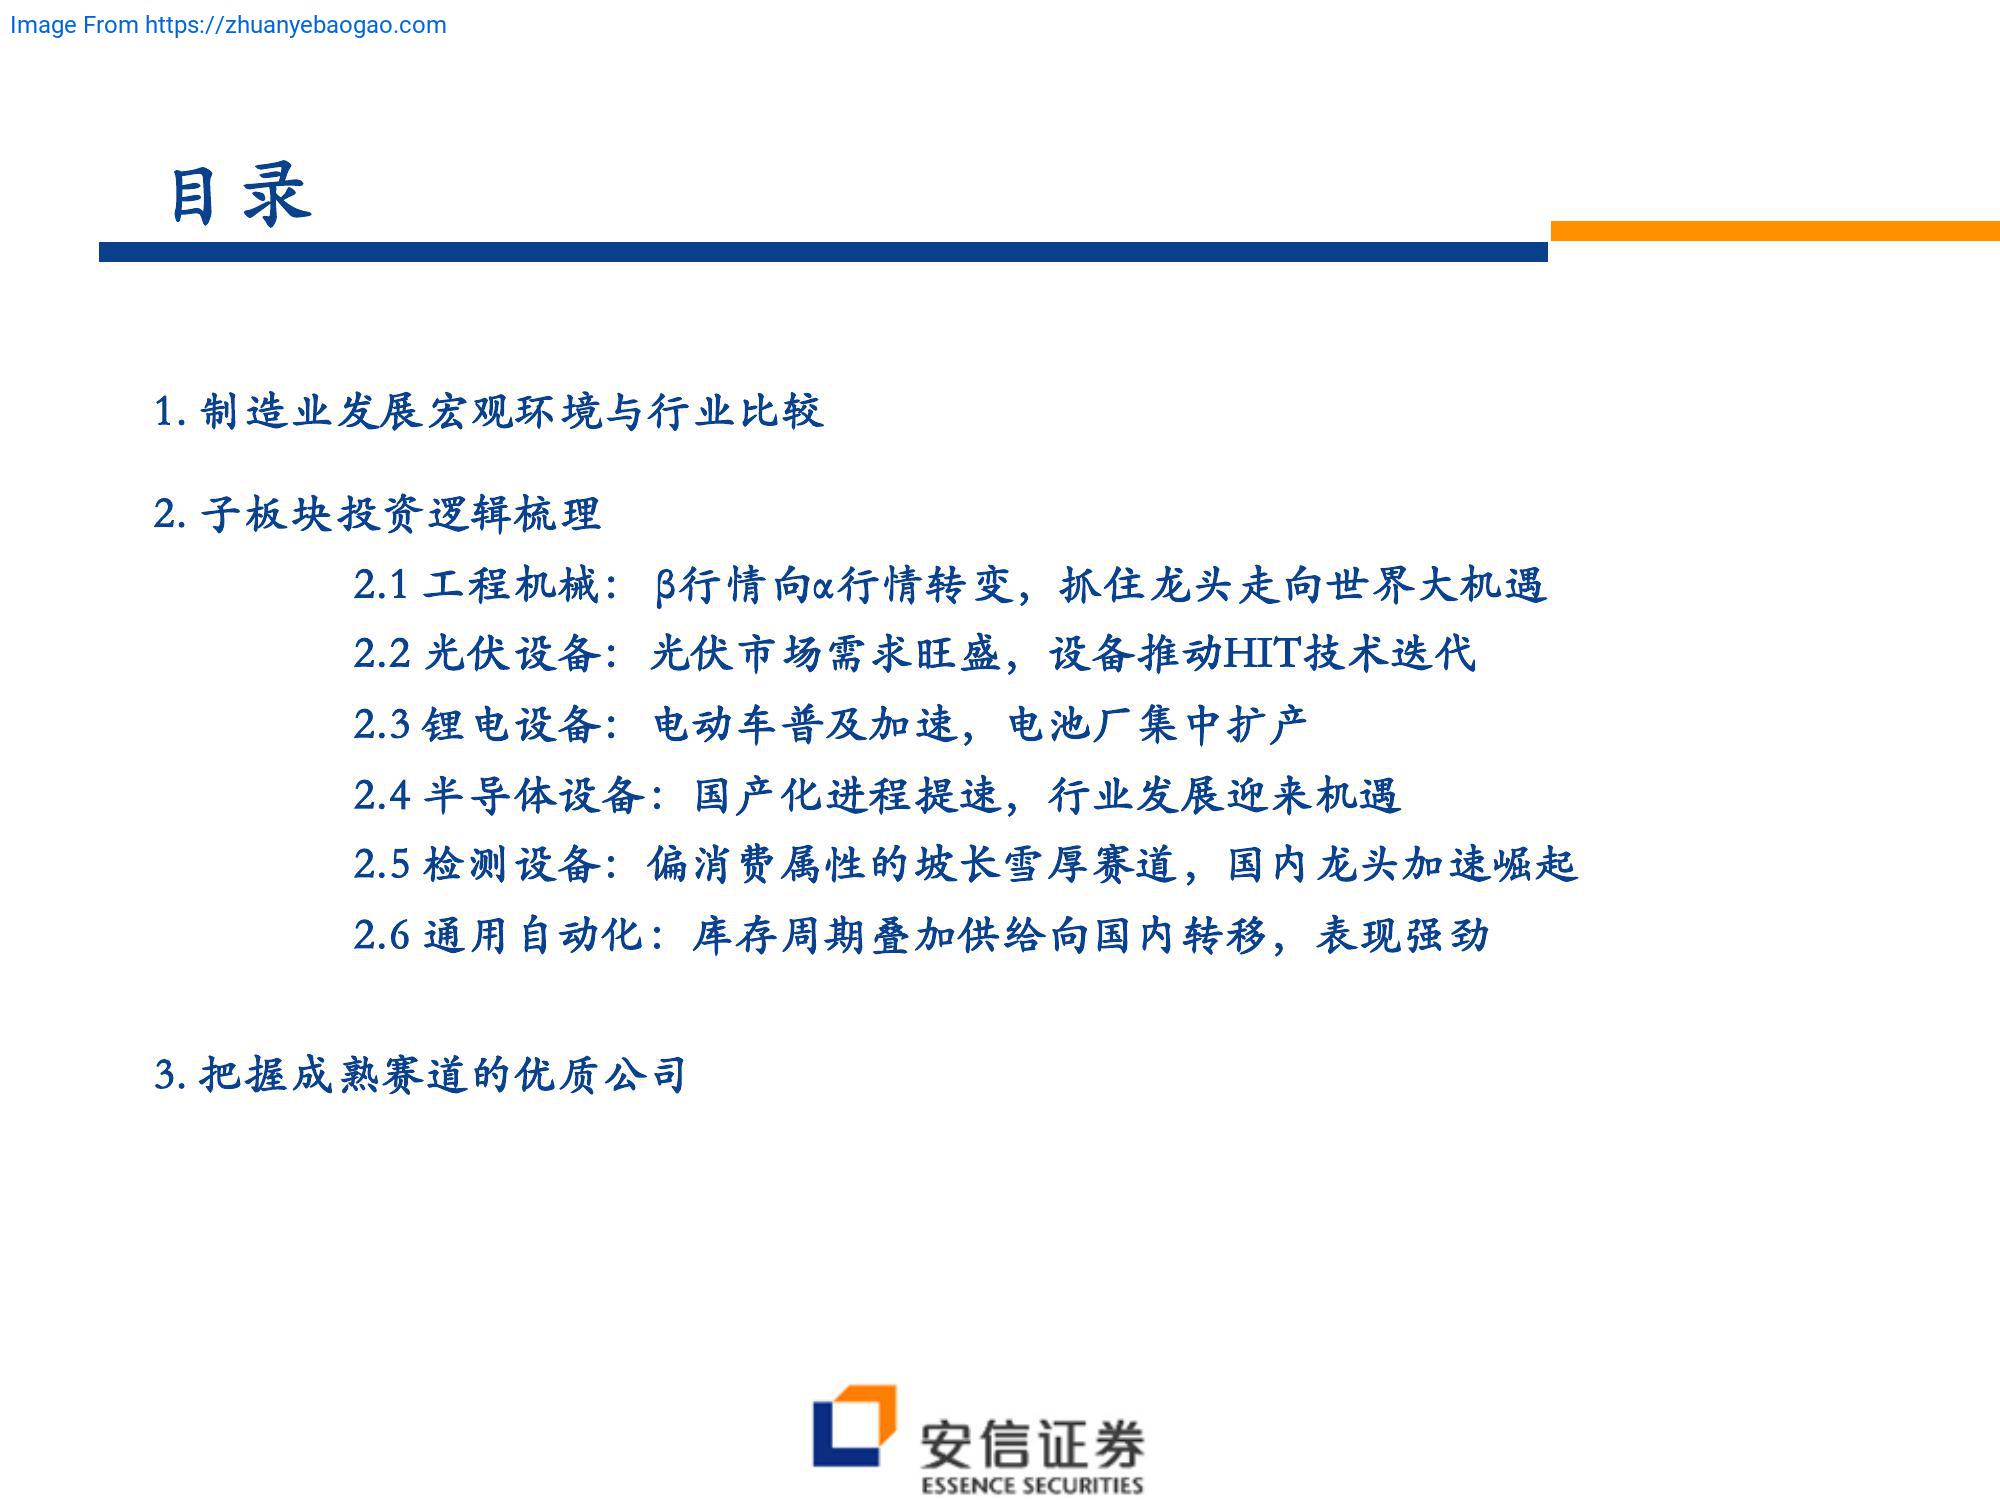 Image From https://zhuanyebaogao.com
目录
1. 制造业发展宏观环境与行业比较
2. 子板块投资逻辑梳理
2.1 工程机械： β行情向α行情转变，抓住龙头走向世界大机遇
2.2 光伏设备： 光伏市场需求旺盛，设备推动HIT技术迭代
2.3 锂电设备： 电动车普及加速，电池厂集中扩产
2.4 半导体设备：国产化进程提速，行业发展迎来机遇
2.5 检测设备：偏消费属性的坡长雪厚赛道，国内龙头加速崛起
2.6 通用自动化：库存周期叠加供给向国内转移，表现强劲
3. 把握成熟赛道的优质公司
安信证券
ESSENCE SECURITIES